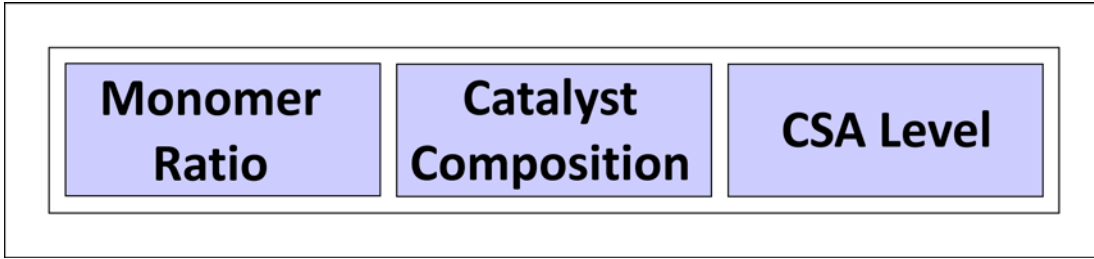 Monomer
Ratio
Catalyst
Composition
CSA Level